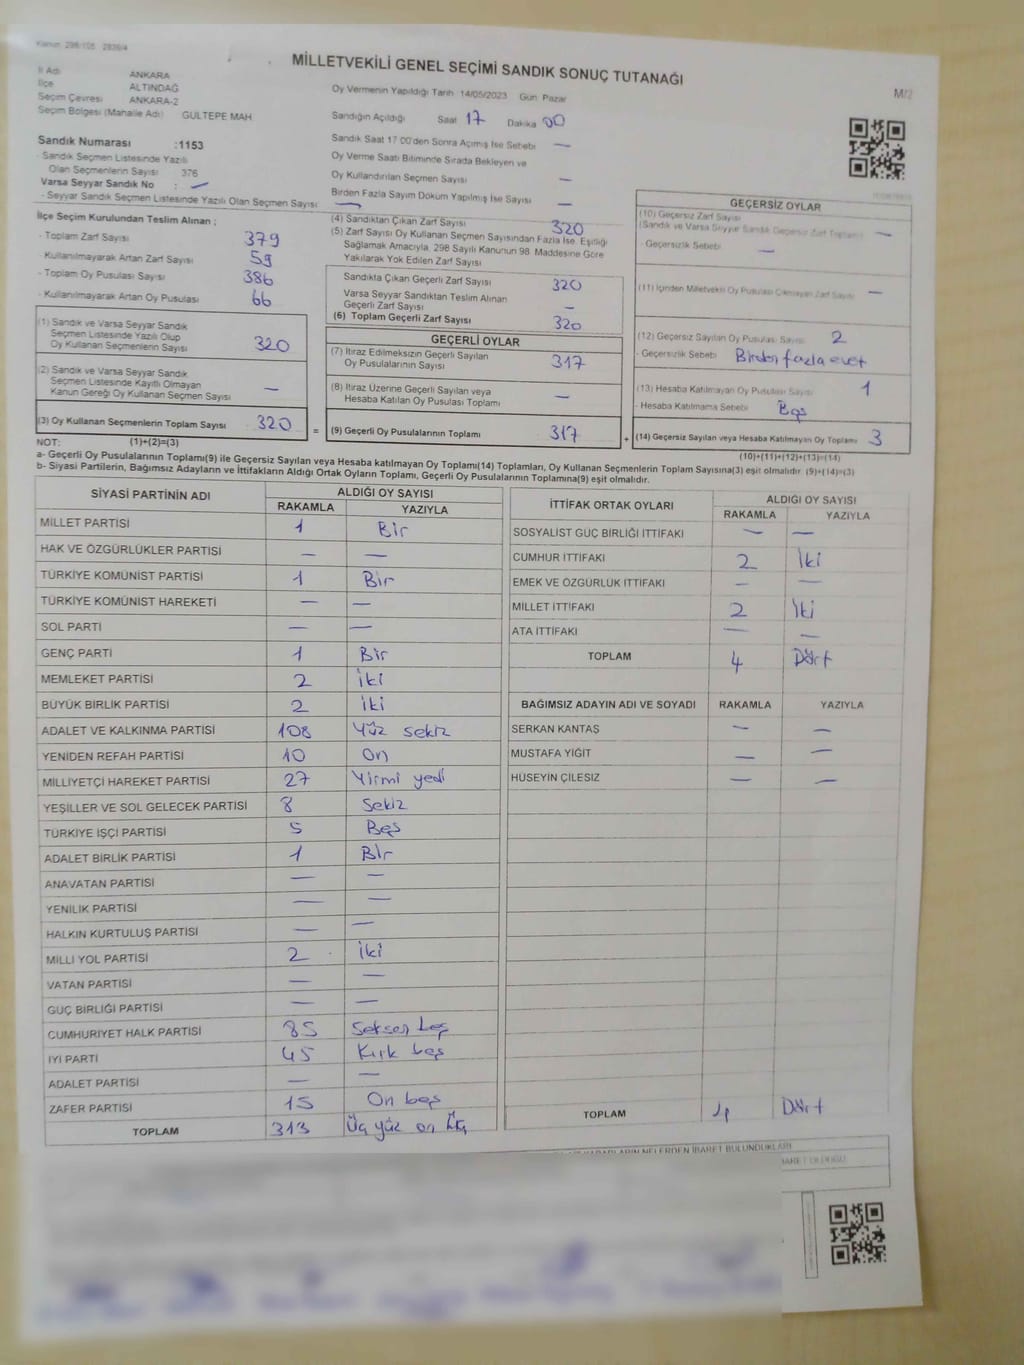 Kanun: 298/105 2839/4
MİLLETVEKİLİ GENEL SEÇİMİ SANDIK SONUÇ TUTANAĞI
M/2
İl Adı ANKARA
İlçe ALTINDAĞ
Seçim Çevresi ANKARA-2
Seçim Bölgesi (Mahalle Adı) GÜLTEPE MAH
Oy Vermenin Yapıldığı Tarih 14/05/2023 Gün Pazar
Sandığın Açıldığı Saat 17 Dakika 00
Sandık Saat 17 00'den Sonra Açımış İse Sebebi —
Oy Verme Saati Bitiminde Sırada Bekleyen ve
Oy Kullandırılan Seçmen Sayısı —
Birden Fazla Sayım Döküm Yapılmış İse Sayısı —
Sandık Numarası :1153
- Sandık Seçmen Listesinde Yazılı
Olan Seçmenlerin Sayısı 376
Varsa Seyyar Sandık No : —
- Seyyar Sandık Seçmen Listesinde Yazılı Olan Seçmen Sayısı —
İlçe Seçim Kurulundan Teslim Alınan ;
- Toplam Zarf Sayısı 379
- Kullanılmayarak Artan Zarf Sayısı 59
- Toplam Oy Pusulası Sayısı 386
- Kullanılmayarak Artan Oy Pusulası 66
(1) Sandık ve Varsa Seyyar Sandık
Seçmen Listesinde Yazılı Olup
Oy Kullanan Seçmenlerin Sayısı 320
(2) Sandık ve Varsa Seyyar Sandık
Seçmen Listesinde Kayıtlı Olmayan
Kanun Gereği Oy Kullanan Seçmen Sayısı —
(3) Oy Kullanan Seçmenlerin Toplam Sayısı 320 =
(4) Sandıktan Çıkan Zarf Sayısı 320
(5) Zarf Sayısı Oy Kullanan Seçmen Sayısından Fazla İse, Eşitliği
Sağlamak Amacıyla, 298 Sayılı Kanunun 98. Maddesine Göre
Yakılarak Yok Edilen Zarf Sayısı
Sandıkta Çıkan Geçerli Zarf Sayısı 320
Varsa Seyyar Sandıktan Teslim Alınan
Geçerli Zarf Sayısı —
(6) Toplam Geçerli Zarf Sayısı 320
GEÇERLİ OYLAR
(7) İtiraz Edilmeksizin Geçerli Sayılan
Oy Pusulalarının Sayısı 317
(8) İtiraz Üzerine Geçerli Sayılan veya
Hesaba Katılan Oy Pusulası Toplamı —
(9) Geçerli Oy Pusulalarının Toplamı 317 +
GEÇERSİZ OYLAR
(10) Geçersiz Zarf Sayısı
(Sandık ve Varsa Seyyar Sandık Geçersiz Zarf Toplamı) —
- Geçersizlik Sebebi —
(11) İçinden Milletvekili Oy Pusulası Çıkmayan Zarf Sayısı —
(12) Geçersiz Sayılan Oy Pusulası Sayısı 2
- Geçersizlik Sebebi Birden fazla evet
(13) Hesaba Katılmayan Oy Pusulası Sayısı 1
- Hesaba Katılmama Sebebi Boş
(14) Geçersiz Sayılan veya Hesaba Katılmayan Oy Toplamı 3
NOT: (1)+(2)=(3)
(10)+(11)+(12)+(13)=(14)
a- Geçerli Oy Pusulalarının Toplamı(9) ile Geçersiz Sayılan veya Hesaba katılmayan Oy Toplamı(14) Toplamları, Oy Kullanan Seçmenlerin Toplam Sayısına(3) eşit olmalıdır. (9)+(14)=(3)
b- Siyasi Partilerin, Bağımsız Adayların ve İttifakların Aldığı Ortak Oyların Toplamı, Geçerli Oy Pusulalarının Toplamına(9) eşit olmalıdır.
SİYASİ PARTİNİN ADI ALDIĞI OY SAYISI
RAKAMLA YAZIYLA
MİLLET PARTİSİ 1 Bir
HAK VE ÖZGÜRLÜKLER PARTİSİ — —
TÜRKİYE KOMÜNİST PARTİSİ 1 Bir
TÜRKİYE KOMÜNİST HAREKETİ — —
SOL PARTİ — —
GENÇ PARTİ 1 Bir
MEMLEKET PARTİSİ 2 İki
BÜYÜK BİRLİK PARTİSİ 2 İki
ADALET VE KALKINMA PARTİSİ 108 Yüz sekiz
YENİDEN REFAH PARTİSİ 10 On
MİLLİYETÇİ HAREKET PARTİSİ 27 Yirmi yedi
YEŞİLLER VE SOL GELECEK PARTİSİ 8 Sekiz
TÜRKİYE İŞÇİ PARTİSİ 5 Beş
ADALET BİRLİK PARTİSİ 1 Bir
ANAVATAN PARTİSİ — —
YENİLİK PARTİSİ — —
HALKIN KURTULUŞ PARTİSİ — —
MİLLİ YOL PARTİSİ 2 İki
VATAN PARTİSİ — —
GÜÇ BİRLİĞİ PARTİSİ — —
CUMHURİYET HALK PARTİSİ 85 Seksen beş
İYİ PARTİ 45 Kırk beş
ADALET PARTİSİ — —
ZAFER PARTİSİ 15 On beş
TOPLAM 313 Üç yüz on üç
İTTİFAK ORTAK OYLARI ALDIĞI OY SAYISI
RAKAMLA YAZIYLA
SOSYALİST GÜÇ BİRLİĞİ İTTİFAKI — —
CUMHUR İTTİFAKI 2 İki
EMEK VE ÖZGÜRLÜK İTTİFAKI — —
MİLLET İTTİFAKI 2 İki
ATA İTTİFAKI — —
TOPLAM 4 Dört
BAĞIMSIZ ADAYIN ADI VE SOYADI RAKAMLA YAZIYLA
SERKAN KANTAŞ — —
MUSTAFA YİĞİT — —
HÜSEYİN ÇİLESİZ — —
TOPLAM 4 Dört
NELERDEN İBARET BULUNDUKLARI